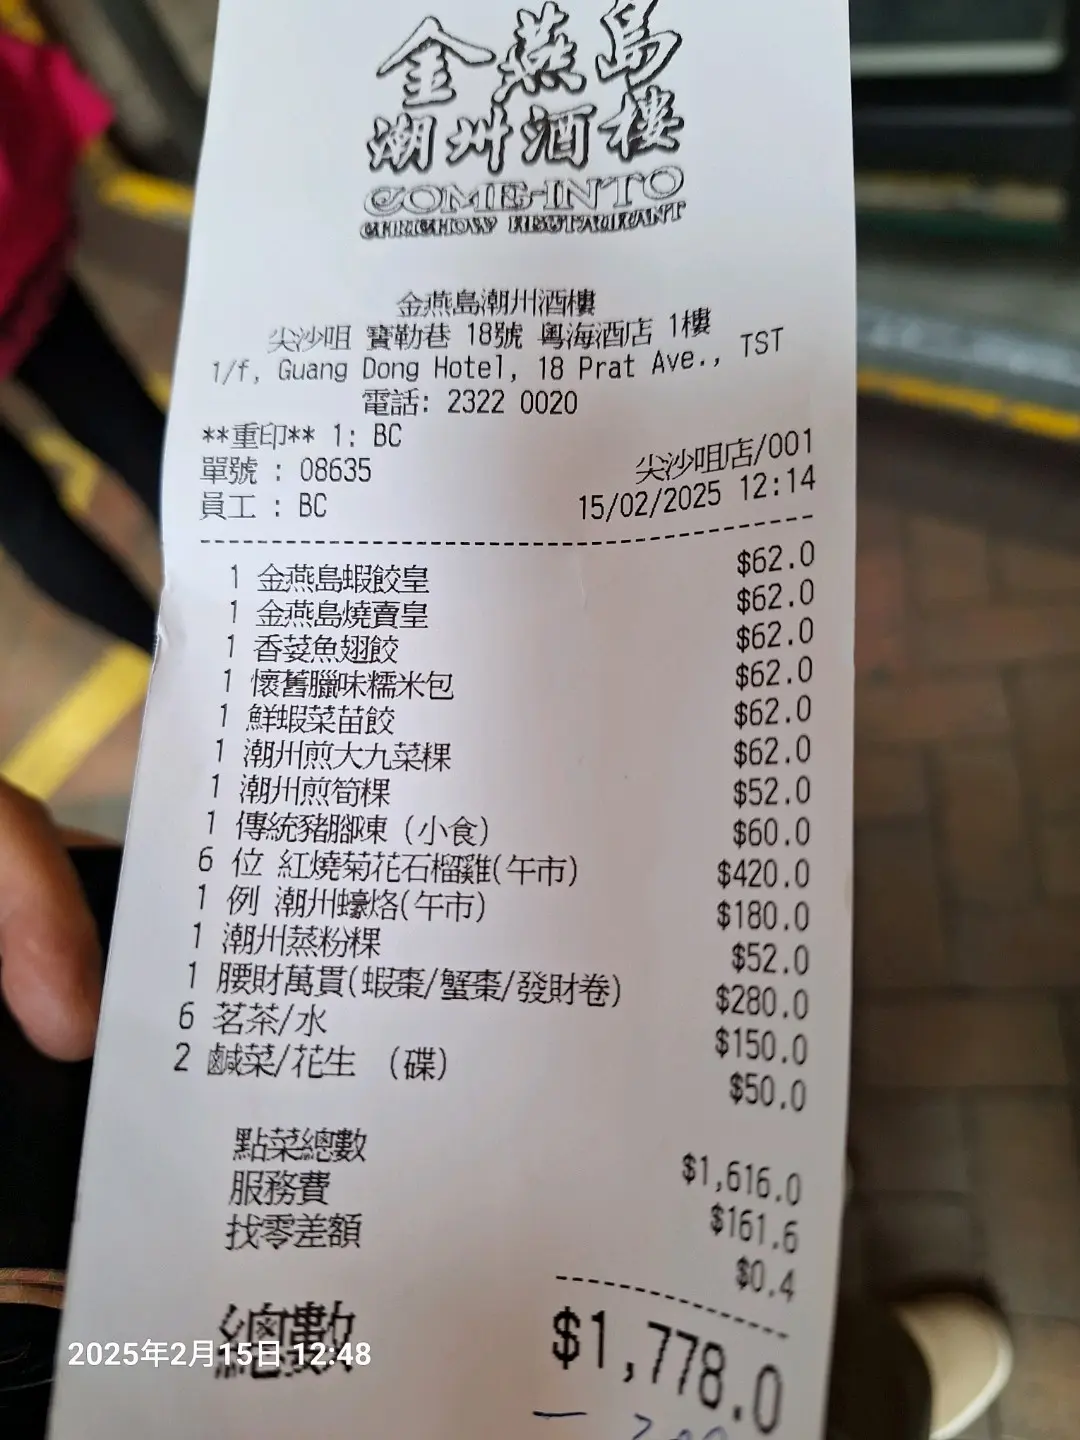 金燕島
潮州酒樓
COME-INTO
CHIUCHOW RESTAURANT
金燕島潮州酒樓
尖沙咀 寶勒巷 18號 粵海酒店 1樓
1/f, Guang Dong Hotel, 18 Prat Ave., TST
電話: 2322 0020
**重印** 1: BC
單號 : 08635 尖沙咀店/001
員工 : BC 15/02/2025 12:14
1 金燕島蝦餃皇 $62.0
1 金燕島燒賣皇 $62.0
1 香荽魚翅餃 $62.0
1 懷舊臘味糯米包 $62.0
1 鮮蝦菜苗餃 $62.0
1 潮州煎大九菜粿 $62.0
1 潮州煎筍粿 $52.0
1 傳統豬腳凍 (小食) $60.0
6 位 紅燒菊花石榴雞(午市) $420.0
1 例 潮州蠔烙(午市) $180.0
1 潮州蒸粉粿 $52.0
1 腰財萬貫(蝦棗/蟹棗/發財卷) $280.0
6 茗茶/水 $150.0
2 鹹菜/花生 (碟) $50.0
點菜總數 $1,616.0
服務費 $161.6
找零差額 $0.4
總數 $1,778.0
2025年2月15日 12:48